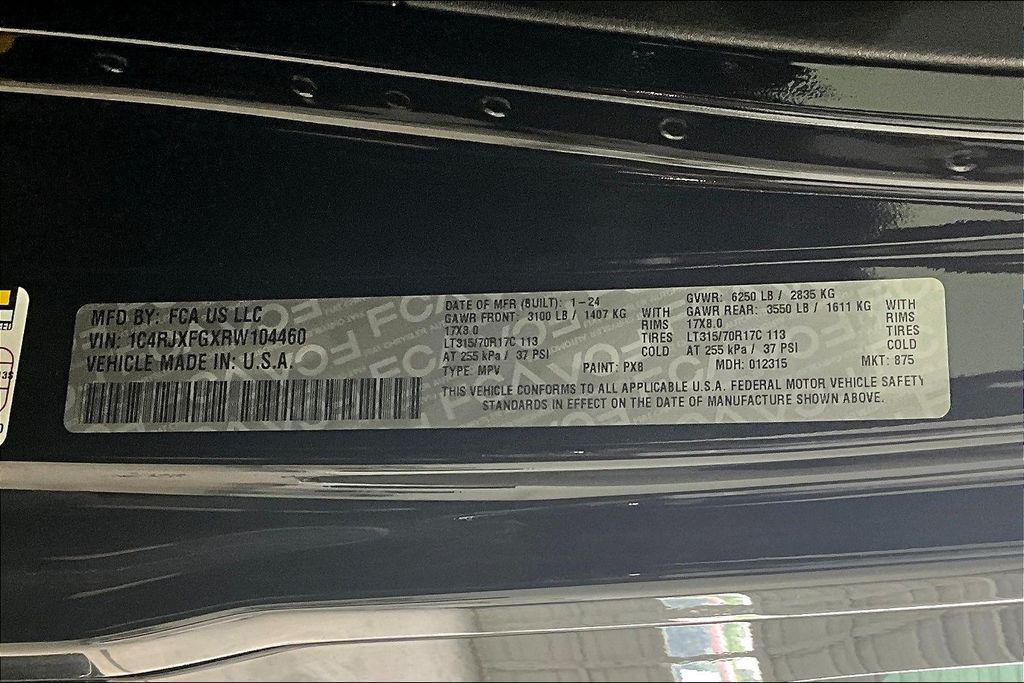 MFD BY: FCA US LLC
VIN: 1C4RJXFGXRW104460
VEHICLE MADE IN: U.S.A.
DATE OF MFR (BUILT): 1-24
GAWR FRONT: 3100 LB / 1407 KG WITH
17X8.0 RIMS
LT315/70R17C 113 TIRES
AT 255 kPa / 37 PSI COLD
TYPE: MPV PAINT: PX8
GVWR: 6250 LB / 2835 KG
GAWR REAR: 3550 LB / 1611 KG WITH
17X8.0 RIMS
LT315/70R17C 113 TIRES
AT 255 kPa / 37 PSI COLD
MDH: 012315 MKT: 875
THIS VEHICLE CONFORMS TO ALL APPLICABLE U.S.A. FEDERAL MOTOR VEHICLE SAFETY
STANDARDS IN EFFECT ON THE DATE OF MANUFACTURE SHOWN ABOVE.